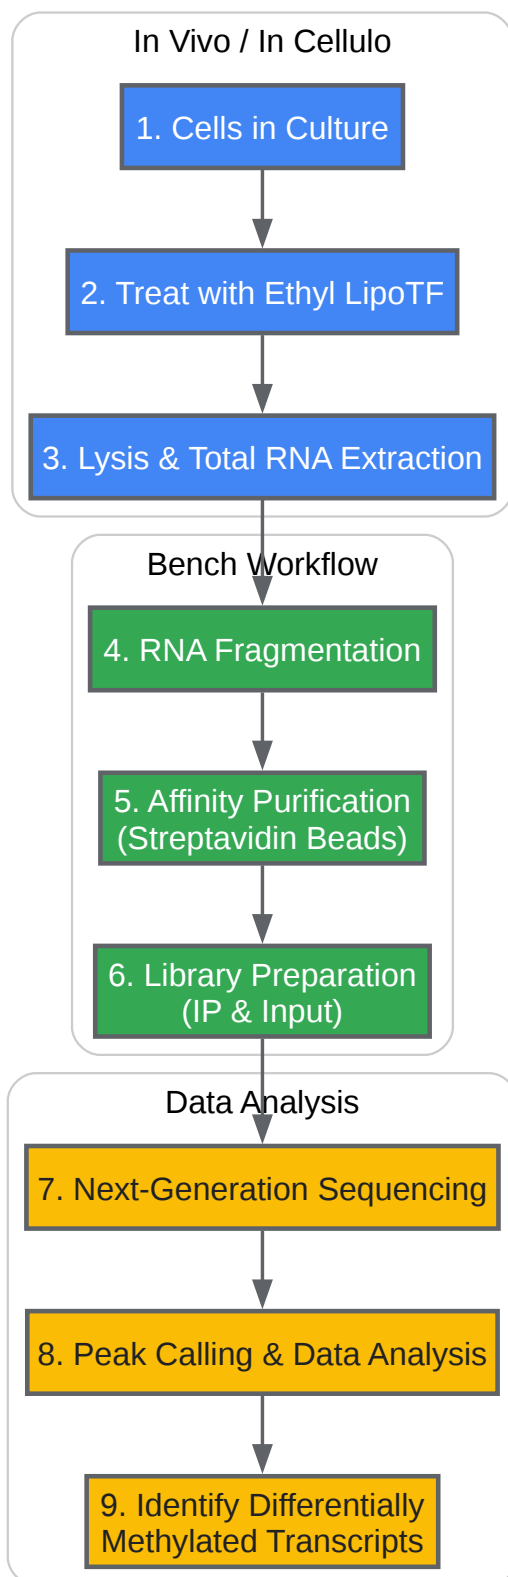 In Vivo / In Cellulo
1. Cells in Culture
2. Treat with Ethyl LipoTF
3. Lysis & Total RNA Extraction
Bench Workflow
4. RNA Fragmentation
5. Affinity Purification
(Streptavidin Beads)
6. Library Preparation
(IP & Input)
Data Analysis
7. Next-Generation Sequencing
8. Peak Calling & Data Analysis
9. Identify Differentially
Methylated Transcripts